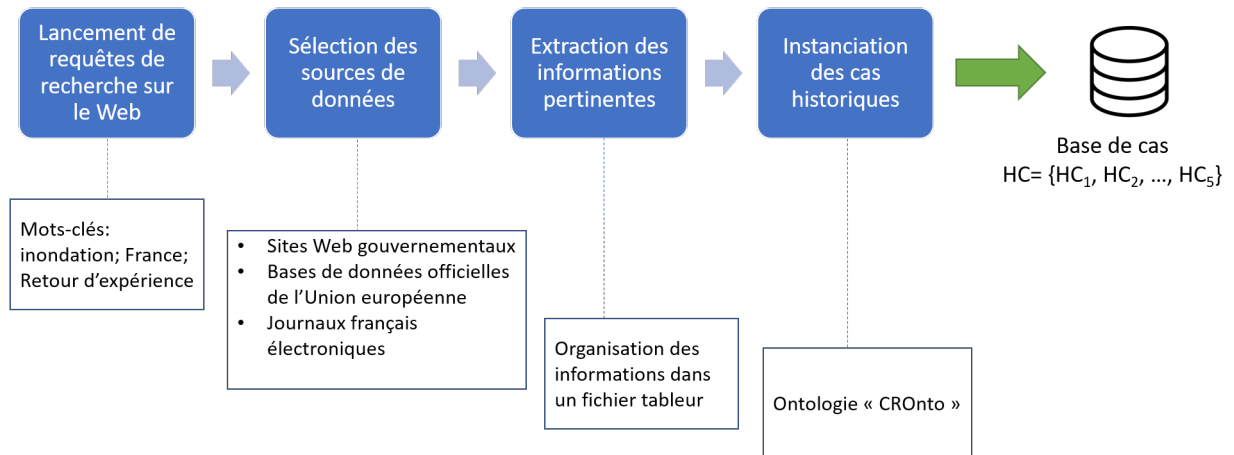 Lancement de
requêtes de
recherche sur
le Web
Sélection des
sources de
données
Extraction des
informations
pertinentes
Instanciation
des cas
historiques
Base de cas
HC= {HC₁, HC₂, ..., HC₅}
Mots-clés:
inondation; France;
Retour d’expérience
• Sites Web gouvernementaux
• Bases de données officielles
de l’Union européenne
• Journaux français
électroniques
Organisation des
informations dans
un fichier tableur
Ontologie « CROnto »